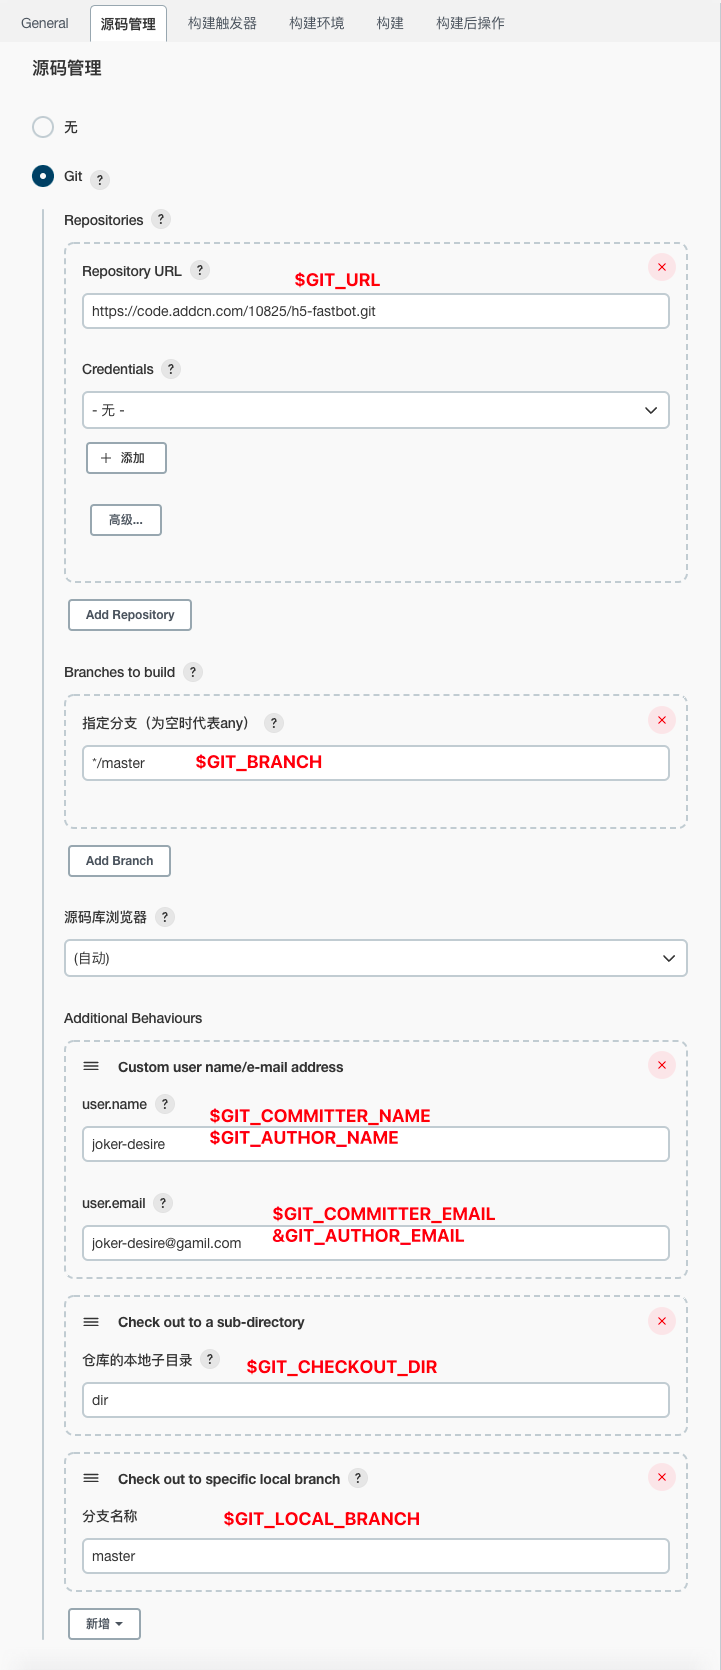 General 源码管理 构建触发器 构建环境 构建 构建后操作
源码管理
无
Git ?
Repositories ?
Repository URL ?
$GIT_URL
https://code.addcn.com/10825/h5-fastbot.git
Credentials ?
- 无 -
+ 添加
高级...
Add Repository
Branches to build ?
指定分支（为空时代表any） ?
*/master $GIT_BRANCH
Add Branch
源码库浏览器 ?
(自动)
Additional Behaviours
Custom user name/e-mail address
user.name ?
$GIT_COMMITTER_NAME
$GIT_AUTHOR_NAME
joker-desire
user.email ?
$GIT_COMMITTER_EMAIL
&GIT_AUTHOR_EMAIL
joker-desire@gamil.com
Check out to a sub-directory
仓库的本地子目录 ?
$GIT_CHECKOUT_DIR
dir
Check out to specific local branch ?
分支名称
$GIT_LOCAL_BRANCH
master
新增